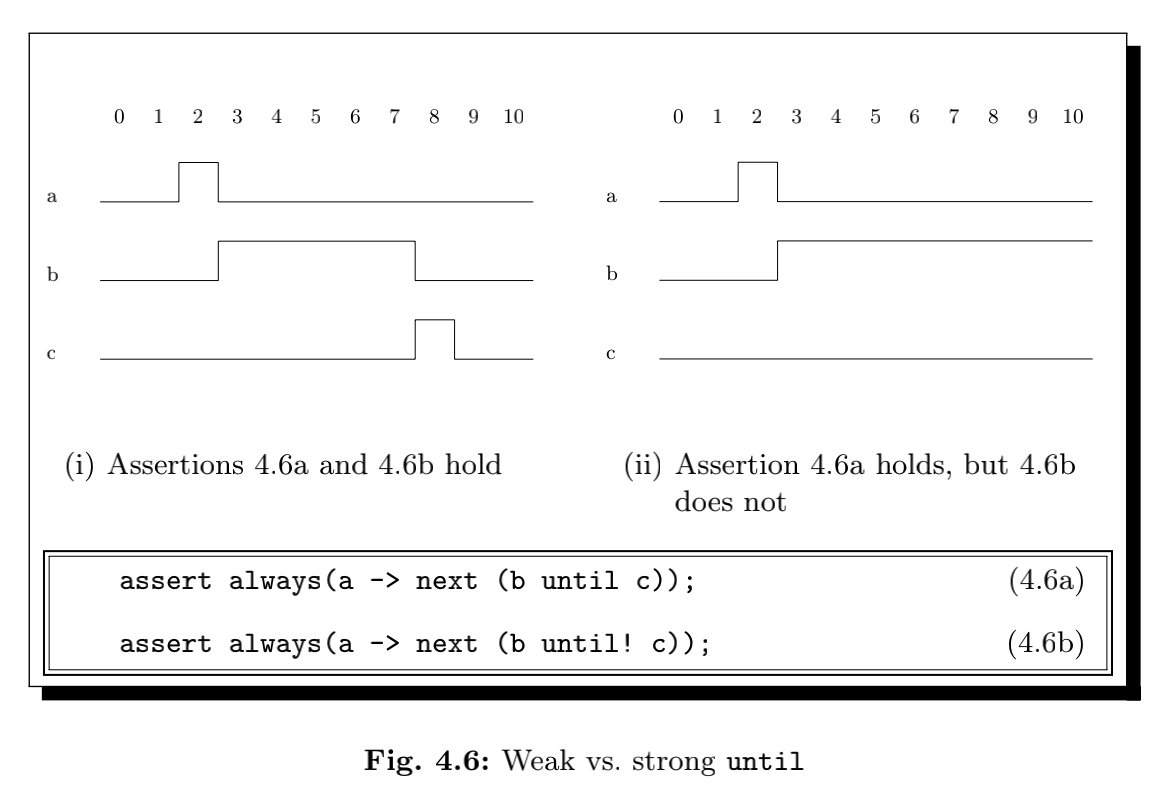 0 1 2 3 4 5 6 7 8 9 10
a
b
c
(i) Assertions 4.6a and 4.6b hold
0 1 2 3 4 5 6 7 8 9 10
a
b
c
(ii) Assertion 4.6a holds, but 4.6b
does not
assert always(a -> next (b until c)); (4.6a)
assert always(a -> next (b until! c)); (4.6b)
Fig. 4.6: Weak vs. strong until